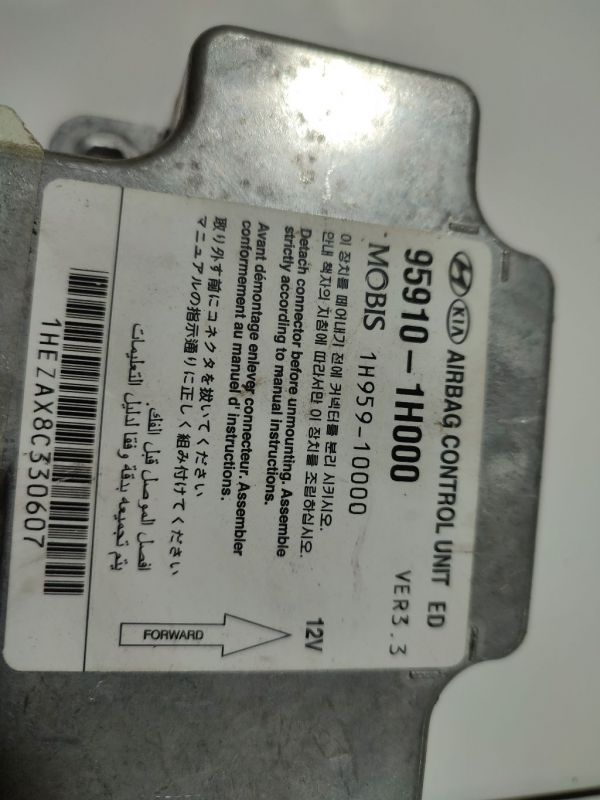 KIA AIRBAG CONTROL UNIT ED
95910-1H000 VER3.3
MOBIS 1H959-10000
이 장치를 떼어내기 전에 커넥터를 분리 시키시오.
안내 책자의 지침에 따라서만 이 장치를 조립하십시오.
12V
Detach connector before unmounting. Assemble
strictly according to manual instructions.
Avant démontage enlever connecteur. Assembler
conformement au manuel d' instructions.
FORWARD
取り外す前にコネクタを抜いてください
マニュアルの指示通りに正しく組み付けてください
افصل الموصل قبل الفك.
يتم تجميعه بدقة وفقا لدليل التعليمات
1HEZAX8C330607